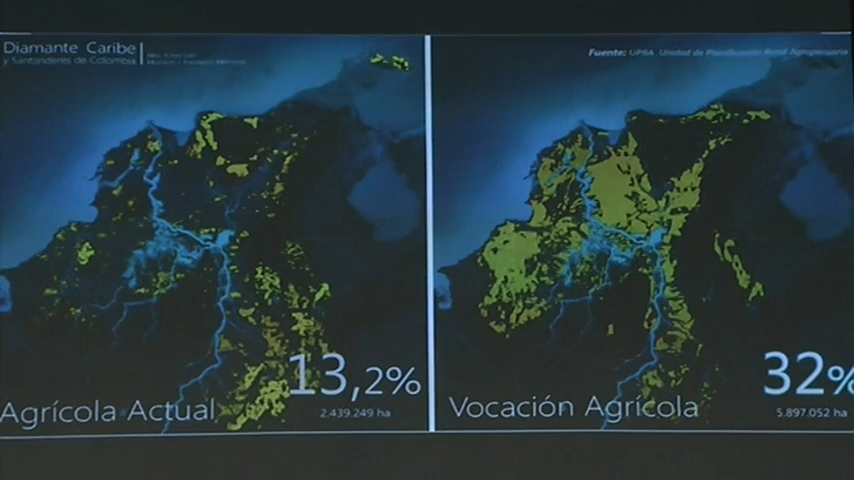 Diamante Caribe
y Santanderes de Colombia
13,2%
2.439.249 ha
Agrícola Actual
Fuente: UPRA. Unidad de Planificación Rural Agropecuaria
32%
5.897.052 ha
Vocación Agrícola